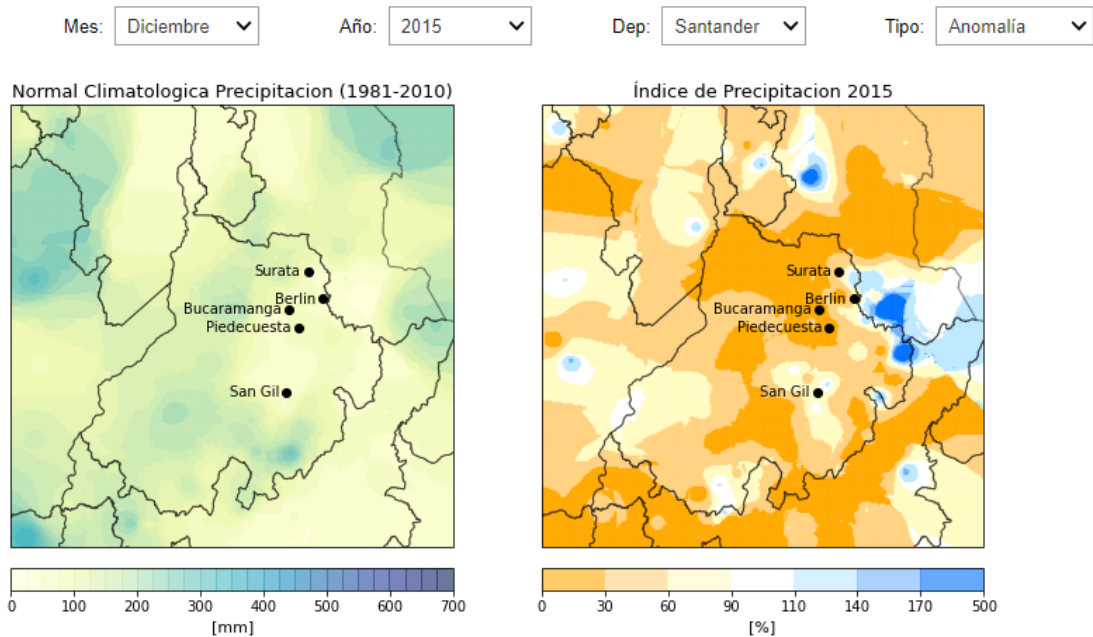 Mes: Diciembre Año: 2015 Dep: Santander Tipo: Anomalía
Normal Climatologica Precipitacion (1981-2010)
Surata
Berlin
Bucaramanga
Piedecuesta
San Gil
0 100 200 300 400 500 600 700
[mm]
Índice de Precipitacion 2015
Surata
Berlin
Bucaramanga
Piedecuesta
San Gil
0 30 60 90 110 140 170 500
[%]